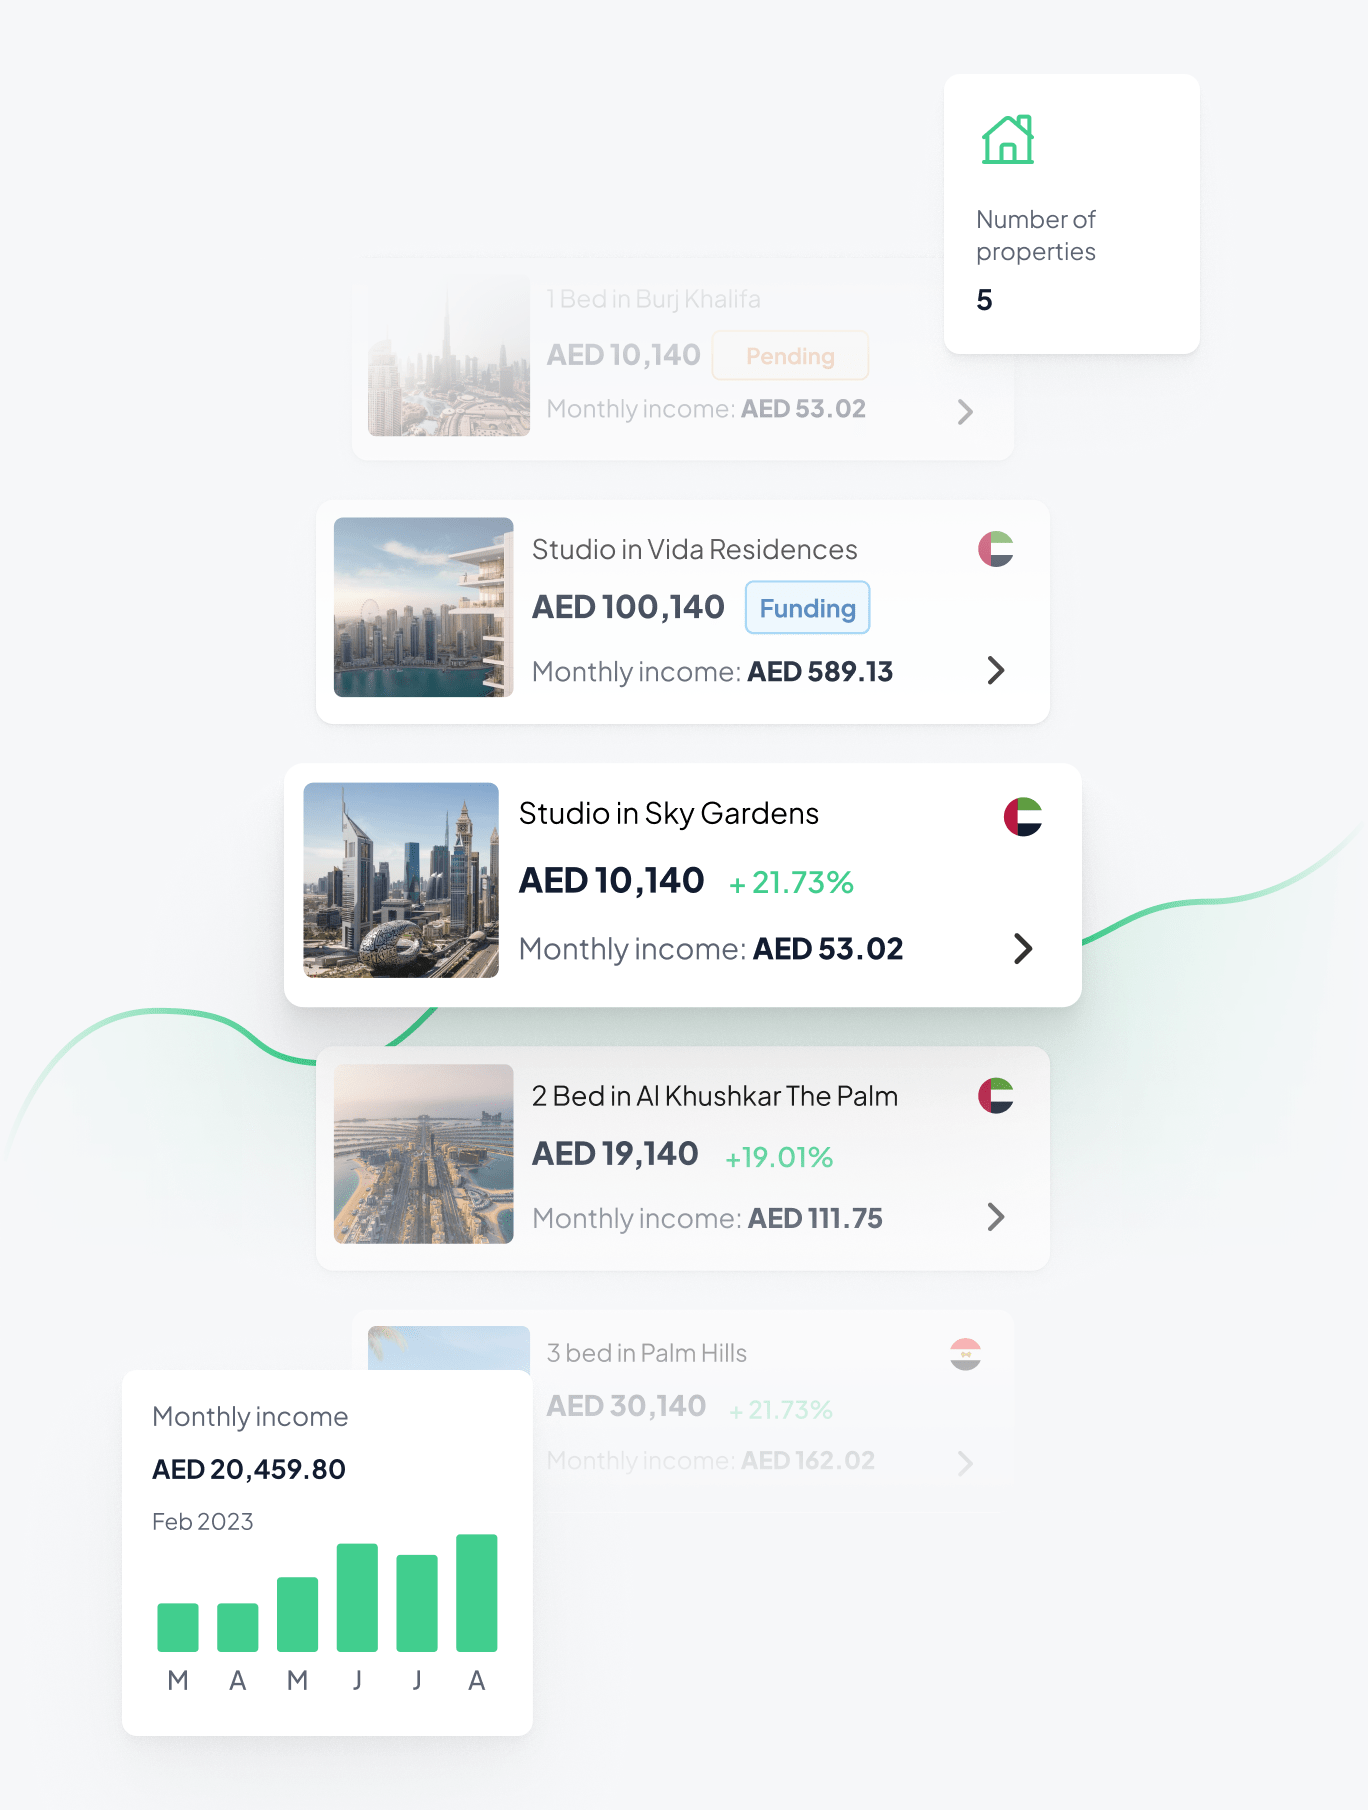 Number of
properties
5
1 Bed in Burj Khalifa
AED 10,140 Pending
Monthly income: AED 53.02
Studio in Vida Residences
AED 100,140 Funding
Monthly income: AED 589.13
Studio in Sky Gardens
AED 10,140 + 21.73%
Monthly income: AED 53.02
2 Bed in Al Khushkar The Palm
AED 19,140 +19.01%
Monthly income: AED 111.75
3 bed in Palm Hills
AED 30,140 + 21.73%
Monthly income: AED 162.02
Monthly income
AED 20,459.80
Feb 2023
M A M J J A